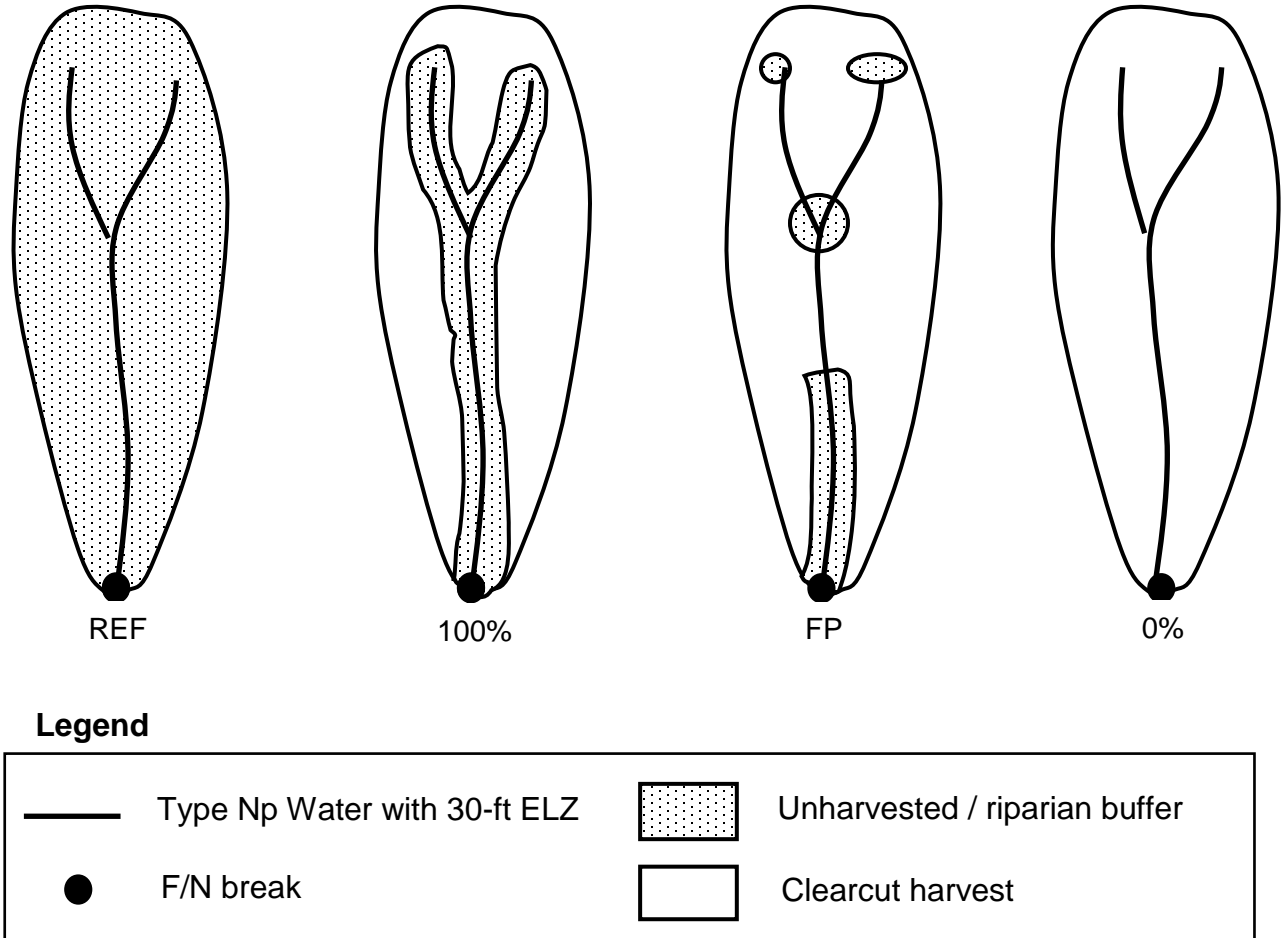 REF
100%
FP
0%
Legend
Type Np Water with 30-ft ELZ
Unharvested / riparian buffer
F/N break
Clearcut harvest